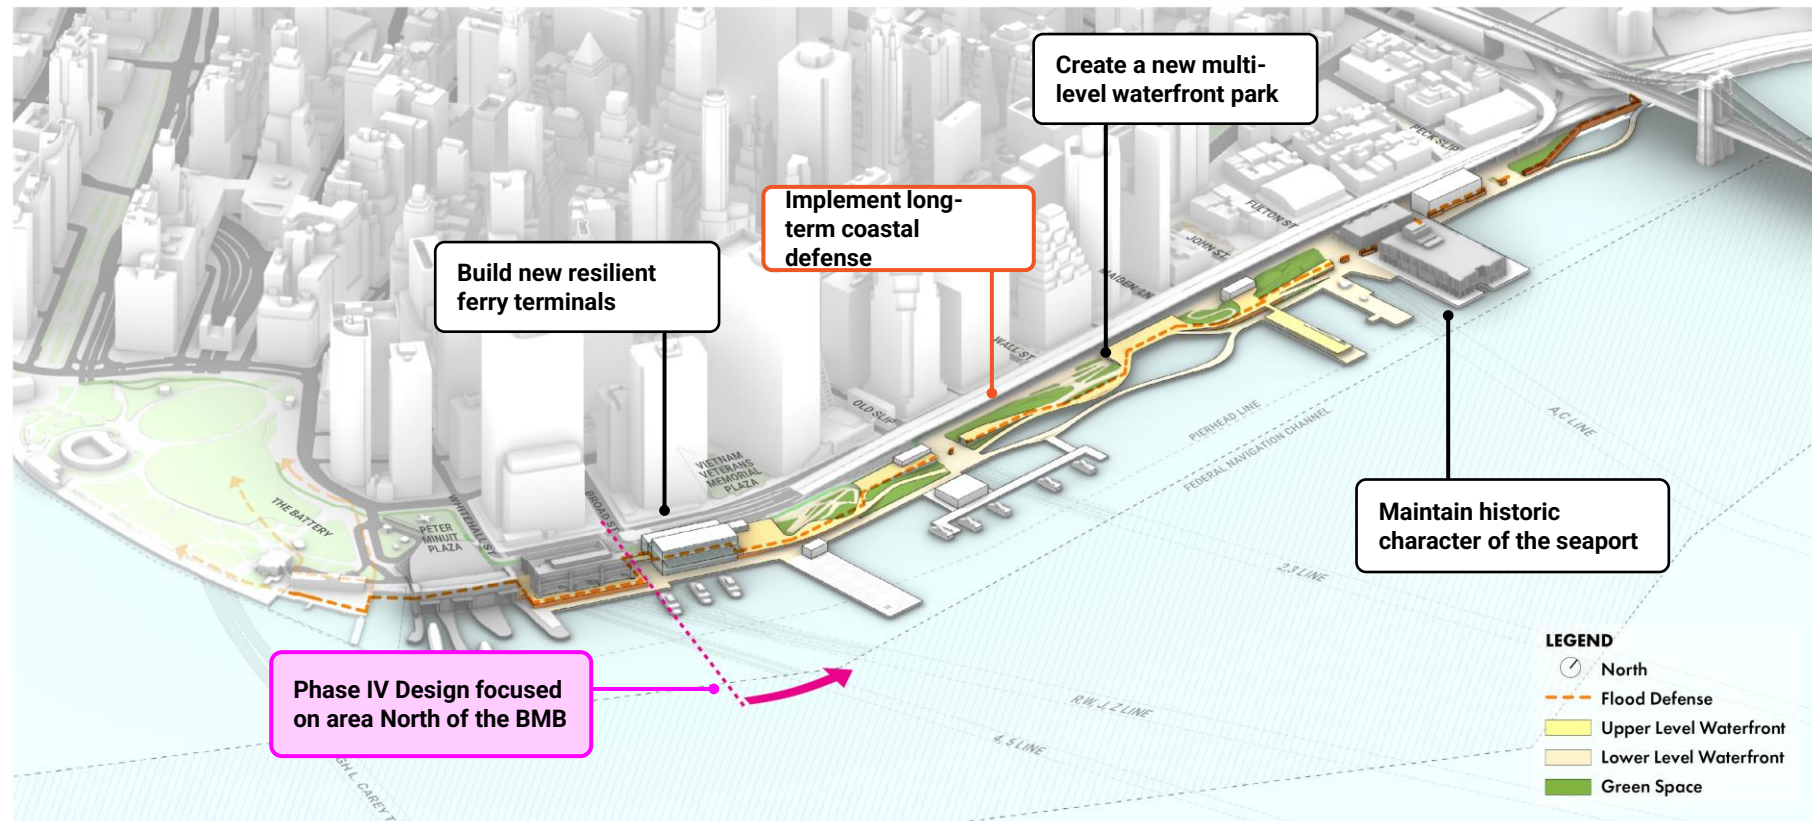 Create a new multi-
level waterfront park
Implement long-
term coastal
defense
Build new resilient
ferry terminals
Maintain historic
character of the seaport
Phase IV Design focused
on area North of the BMB
PECK SLIP
FULTON ST
JOHN ST
MAIDEN LN
WALL ST
OLD SLIP
VIETNAM
VETERANS
MEMORIAL
PLAZA
BROAD ST
WHITEHALL ST
PETER
MINUIT
PLAZA
THE BATTERY
PIERHEAD LINE
FEDERAL NAVIGATION CHANNEL
A,C LINE
2,3 LINE
R,W, J, Z LINE
4, 5 LINE
GH L. CAREY T
LEGEND
North
Flood Defense
Upper Level Waterfront
Lower Level Waterfront
Green Space